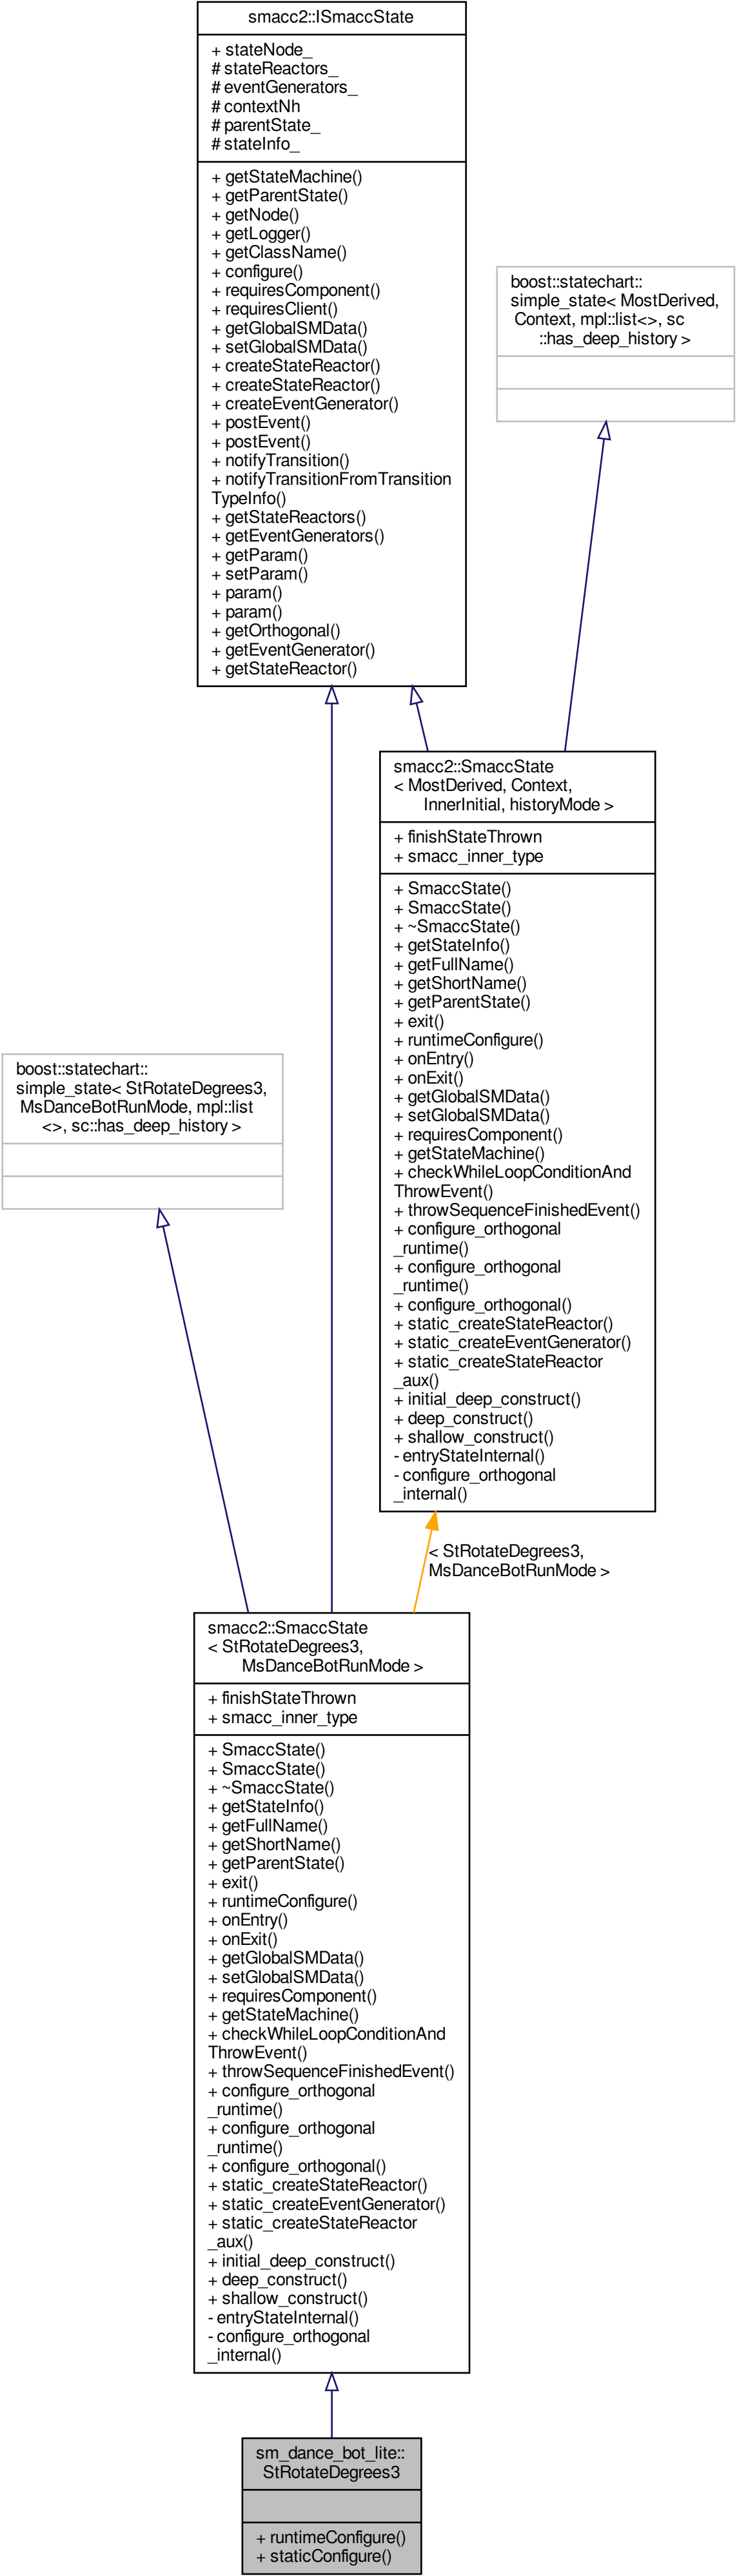 smacc2::ISmaccState
+ stateNode_
# stateReactors_
# eventGenerators_
# contextNh
# parentState_
# stateInfo_
+ getStateMachine()
+ getParentState()
+ getNode()
+ getLogger()
+ getClassName()
+ configure()
+ requiresComponent()
+ requiresClient()
+ getGlobalSMData()
+ setGlobalSMData()
+ createStateReactor()
+ createStateReactor()
+ createEventGenerator()
+ postEvent()
+ postEvent()
+ notifyTransition()
+ notifyTransitionFromTransition
TypeInfo()
+ getStateReactors()
+ getEventGenerators()
+ getParam()
+ setParam()
+ param()
+ param()
+ getOrthogonal()
+ getEventGenerator()
+ getStateReactor()
boost::statechart::
simple_state< MostDerived,
Context, mpl::list<>, sc
::has_deep_history >
smacc2::SmaccState
< MostDerived, Context,
InnerInitial, historyMode >
+ finishStateThrown
+ smacc_inner_type
+ SmaccState()
+ SmaccState()
+ ~SmaccState()
+ getStateInfo()
+ getFullName()
+ getShortName()
+ getParentState()
+ exit()
+ runtimeConfigure()
+ onEntry()
+ onExit()
+ getGlobalSMData()
+ setGlobalSMData()
+ requiresComponent()
+ getStateMachine()
+ checkWhileLoopConditionAnd
ThrowEvent()
+ throwSequenceFinishedEvent()
+ configure_orthogonal
_runtime()
+ configure_orthogonal
_runtime()
+ configure_orthogonal()
+ static_createStateReactor()
+ static_createEventGenerator()
+ static_createStateReactor
_aux()
+ initial_deep_construct()
+ deep_construct()
+ shallow_construct()
- entryStateInternal()
- configure_orthogonal
_internal()
boost::statechart::
simple_state< StRotateDegrees3,
MsDanceBotRunMode, mpl::list
<>, sc::has_deep_history >
< StRotateDegrees3,
MsDanceBotRunMode >
smacc2::SmaccState
< StRotateDegrees3,
MsDanceBotRunMode >
+ finishStateThrown
+ smacc_inner_type
+ SmaccState()
+ SmaccState()
+ ~SmaccState()
+ getStateInfo()
+ getFullName()
+ getShortName()
+ getParentState()
+ exit()
+ runtimeConfigure()
+ onEntry()
+ onExit()
+ getGlobalSMData()
+ setGlobalSMData()
+ requiresComponent()
+ getStateMachine()
+ checkWhileLoopConditionAnd
ThrowEvent()
+ throwSequenceFinishedEvent()
+ configure_orthogonal
_runtime()
+ configure_orthogonal
_runtime()
+ configure_orthogonal()
+ static_createStateReactor()
+ static_createEventGenerator()
+ static_createStateReactor
_aux()
+ initial_deep_construct()
+ deep_construct()
+ shallow_construct()
- entryStateInternal()
- configure_orthogonal
_internal()
sm_dance_bot_lite::
StRotateDegrees3
+ runtimeConfigure()
+ staticConfigure()